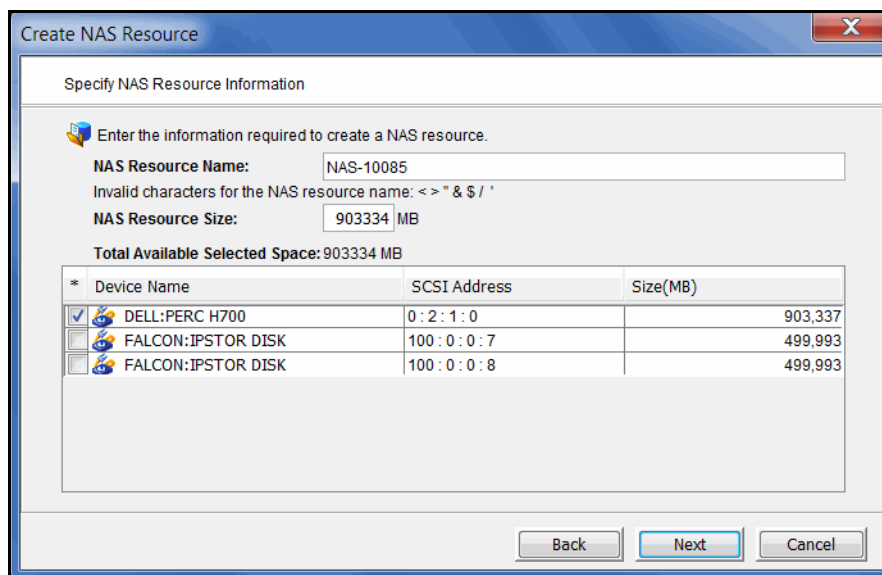 Create NAS Resource
X
Specify NAS Resource Information
Enter the information required to create a NAS resource.
NAS Resource Name: NAS-10085
Invalid characters for the NAS resource name: < > " & $ / '
NAS Resource Size: 903334 MB
Total Available Selected Space: 903334 MB
* Device Name SCSI Address Size(MB)
DELL:PERC H700 0 : 2 : 1 : 0 903,337
FALCON:IPSTOR DISK 100 : 0 : 0 : 7 499,993
FALCON:IPSTOR DISK 100 : 0 : 0 : 8 499,993
Back Next Cancel